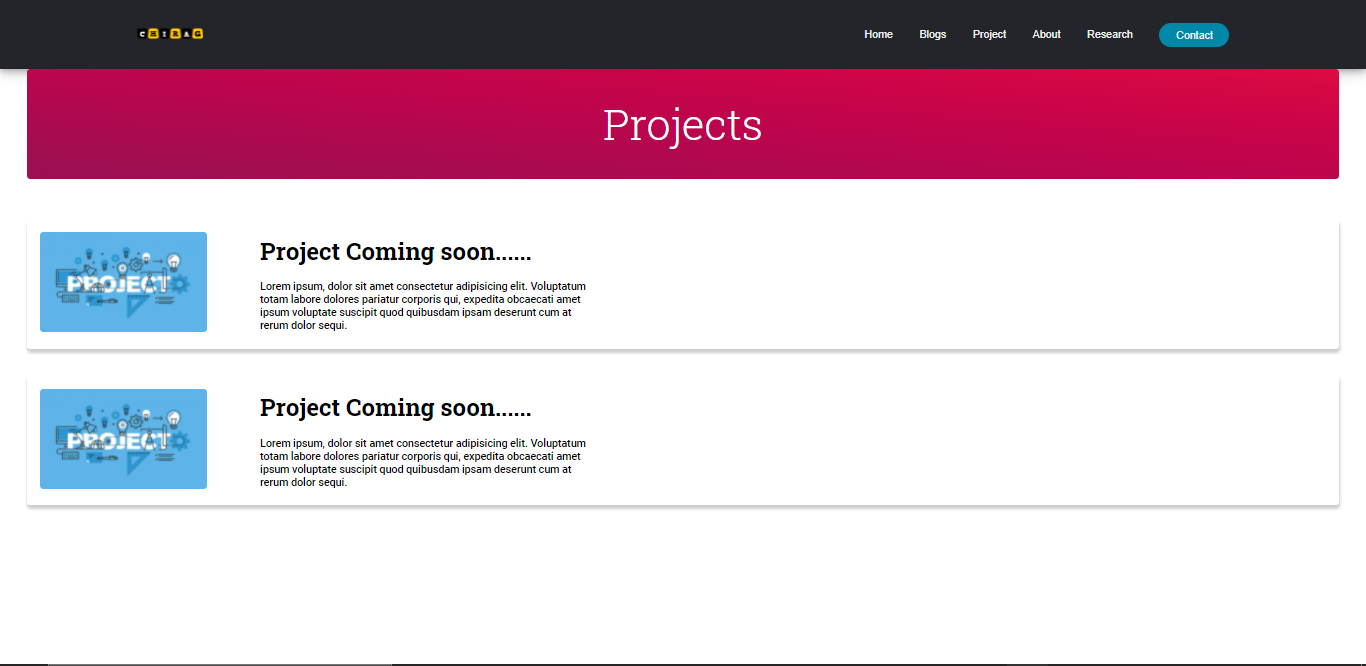 CHIRAG
Home Blogs Project About Research Contact
Projects
PROJECT
Project Coming soon......
Lorem ipsum, dolor sit amet consectetur adipisicing elit. Voluptatum
totam labore dolores pariatur corporis qui, expedita obcaecati amet
ipsum voluptate suscipit quod quibusdam ipsam deserunt cum at
rerum dolor sequi.
PROJECT
Project Coming soon......
Lorem ipsum, dolor sit amet consectetur adipisicing elit. Voluptatum
totam labore dolores pariatur corporis qui, expedita obcaecati amet
ipsum voluptate suscipit quod quibusdam ipsam deserunt cum at
rerum dolor sequi.